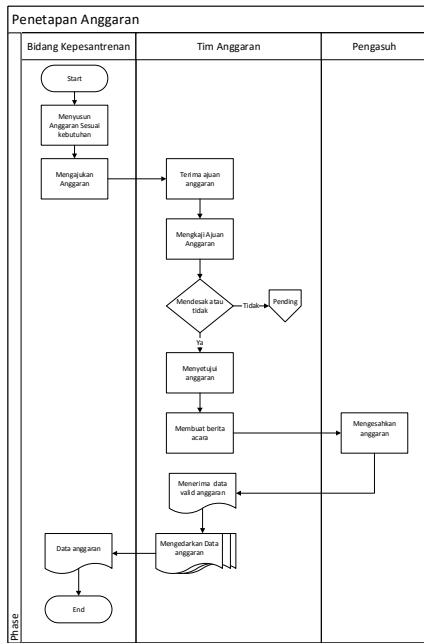 Penetapan Anggaran
Bidang Kepesantrenan
Tim Anggaran
Pengasuh
Start
Menyusun
Anggaran Sesuai
kebutuhan
Mengajukan
Anggaran
Terima ajuan
anggaran
Mengkaji Ajuan
Anggaran
Mendesak atau
tidak
Tidak
Pending
Ya
Menyetujui
anggaran
Membuat berita
acara
Mengesahkan
anggaran
Menerima data
valid anggaran
Mengedarkan Data
anggaran
Data anggaran
End
Phase